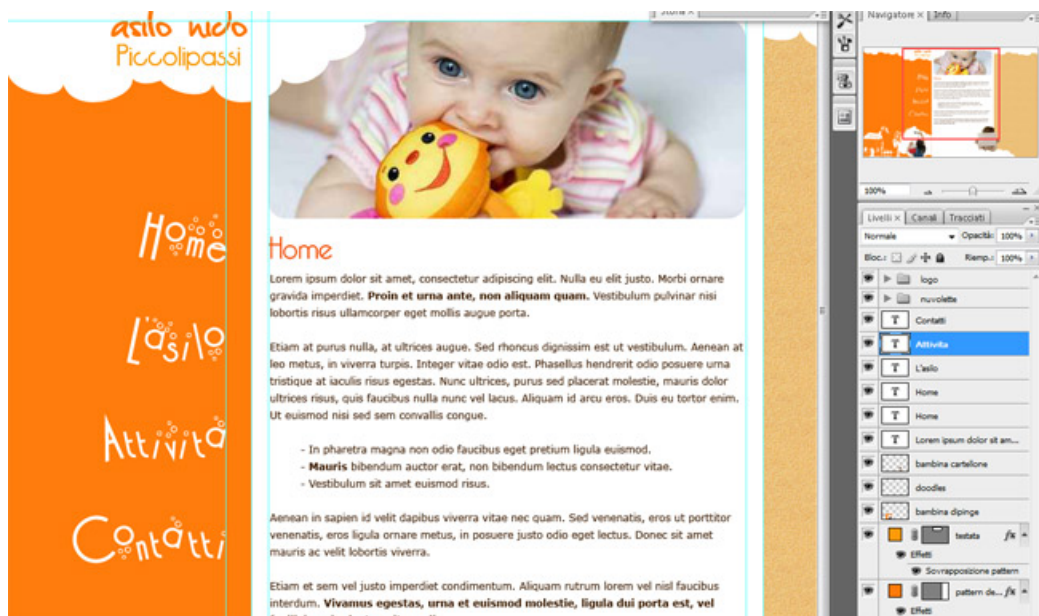 asilo nido
Piccolipassi
Home
L'asilo
Attività
Contatti
Home
Lorem ipsum dolor sit amet, consectetur adipiscing elit. Nulla eu elit justo. Morbi ornare
gravida imperdiet. Proin et urna ante, non aliquam quam. Vestibulum pulvinar nisi
lobortis risus ullamcorper eget mollis augue porta.
Etiam at purus nulla, at ultrices augue. Sed rhoncus dignissim est ut vestibulum. Aenean at
leo metus, in viverra turpis. Integer vitae odio est. Phasellus hendrerit odio posuere urna
tristique at iaculis risus egestas. Nunc ultrices, purus sed placerat molestie, mauris dolor
ultrices risus, quis faucibus nulla nunc vel lacus. Aliquam id arcu eros. Duis eu tortor enim.
Ut euismod nisi sed sem convallis congue.
- In pharetra magna non odio faucibus eget pretium ligula euismod.
- Mauris bibendum auctor erat, non bibendum lectus consectetur vitae.
- Vestibulum sit amet euismod risus.
Aenean in sapien id velit dapibus viverra vitae nec quam. Sed venenatis, eros ut porttitor
venenatis, eros ligula ornare metus, in posuere justo odio eget lectus. Donec sit amet
mauris ac velit lobortis viverra.
Etiam et sem vel justo imperdiet condimentum. Aliquam rutrum lorem vel nisl faucibus
interdum. Vivamus egestas, urna et euismod molestie, ligula dui porta est, vel
Storia ×
Navigatore × Info
100%
Livelli × Canali Tracciati
Normale Opacità: 100%
Bloc.: Riemp.: 100%
logo
nuvolette
T Contatti
T Attivita
T L'asilo
T Home
T Home
T Lorem ipsum dolor sit am...
bambina cartellone
doodles
bambina dipinge
testata fx
Effetti
Sovrapposizione pattern
pattern de... fx
Effetti